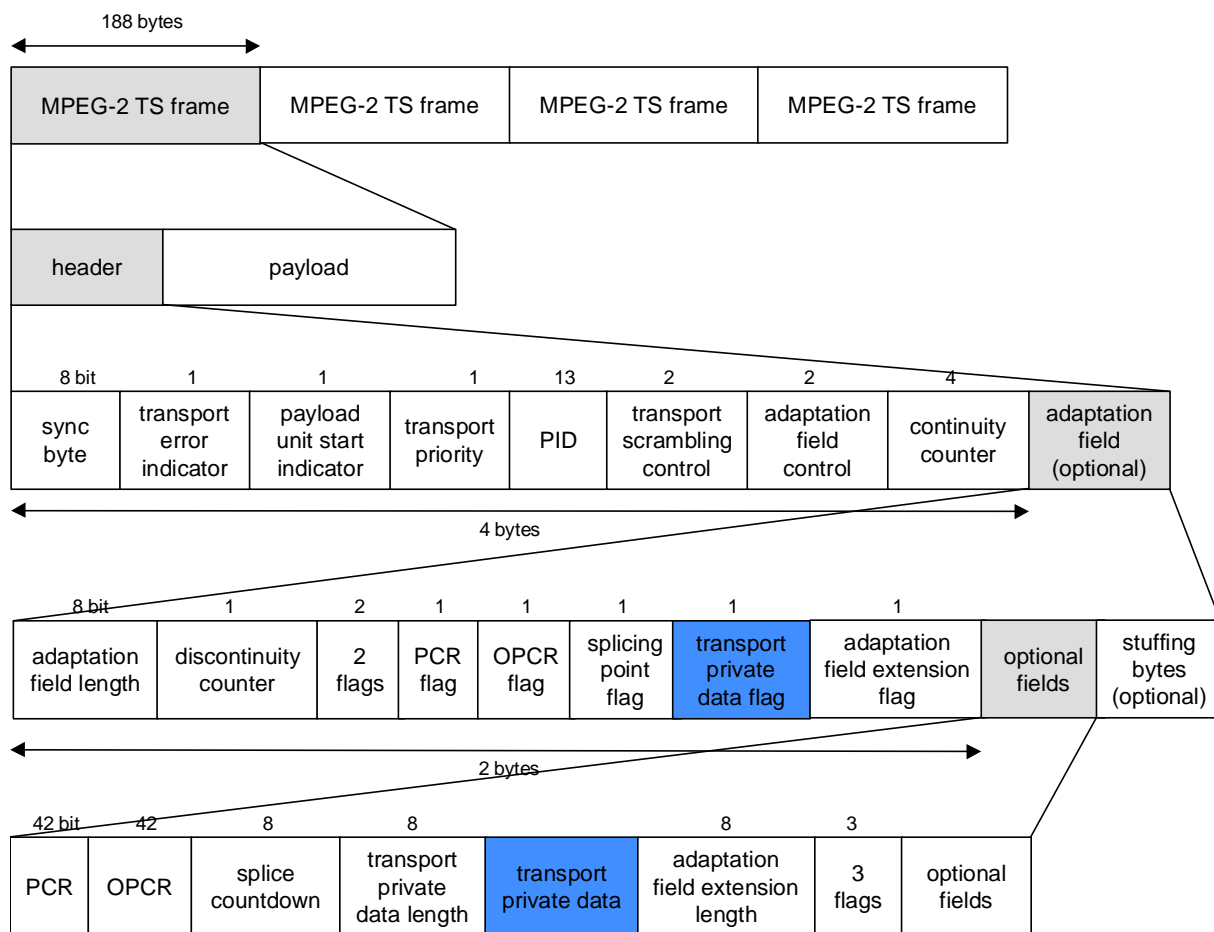 188 bytes
MPEG-2 TS frame
MPEG-2 TS frame
MPEG-2 TS frame
MPEG-2 TS frame
header
payload
8 bit
1
1
1
13
2
2
4
sync
byte
transport
error
indicator
payload
unit start
indicator
transport
priority
PID
transport
scrambling
control
adaptation
field
control
continuity
counter
adaptation
field
(optional)
4 bytes
8 bit
1
2
1
1
1
1
1
adaptation
field length
discontinuity
counter
2
flags
PCR
flag
OPCR
flag
splicing
point
flag
transport
private
data flag
adaptation
field extension
flag
optional
fields
stuffing
bytes
(optional)
2 bytes
42 bit
42
8
8
8
3
PCR
OPCR
splice
countdown
transport
private
data length
transport
private data
adaptation
field extension
length
3
flags
optional
fields